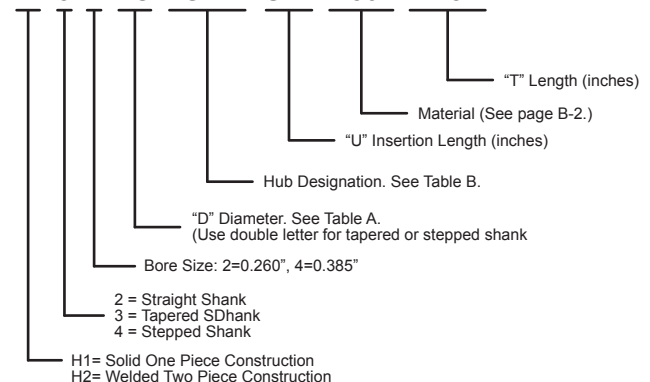 “T” Length (inches)
Material (See page B-2.)
“U” Insertion Length (inches)
Hub Designation. See Table B.
“D” Diameter. See Table A.
(Use double letter for tapered or stepped shank
Bore Size: 2=0.260”, 4=0.385”
2 = Straight Shank
3 = Tapered SDhank
4 = Stepped Shank
H1= Solid One Piece Construction
H2= Welded Two Piece Construction